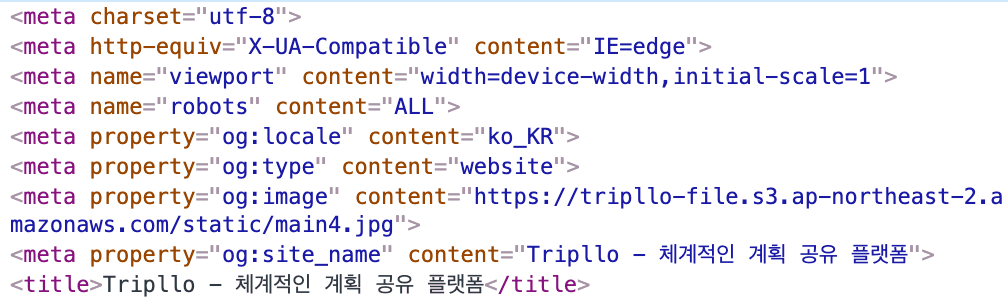 <meta charset="utf-8">
<meta http-equiv="X-UA-Compatible" content="IE=edge">
<meta name="viewport" content="width=device-width,initial-scale=1">
<meta name="robots" content="ALL">
<meta property="og:locale" content="ko_KR">
<meta property="og:type" content="website">
<meta property="og:image" content="https://tripllo-file.s3.ap-northeast-2.a
mazonaws.com/static/main4.jpg">
<meta property="og:site_name" content="Tripllo - 체계적인 계획 공유 플랫폼">
<title>Tripllo - 체계적인 계획 공유 플랫폼</title>